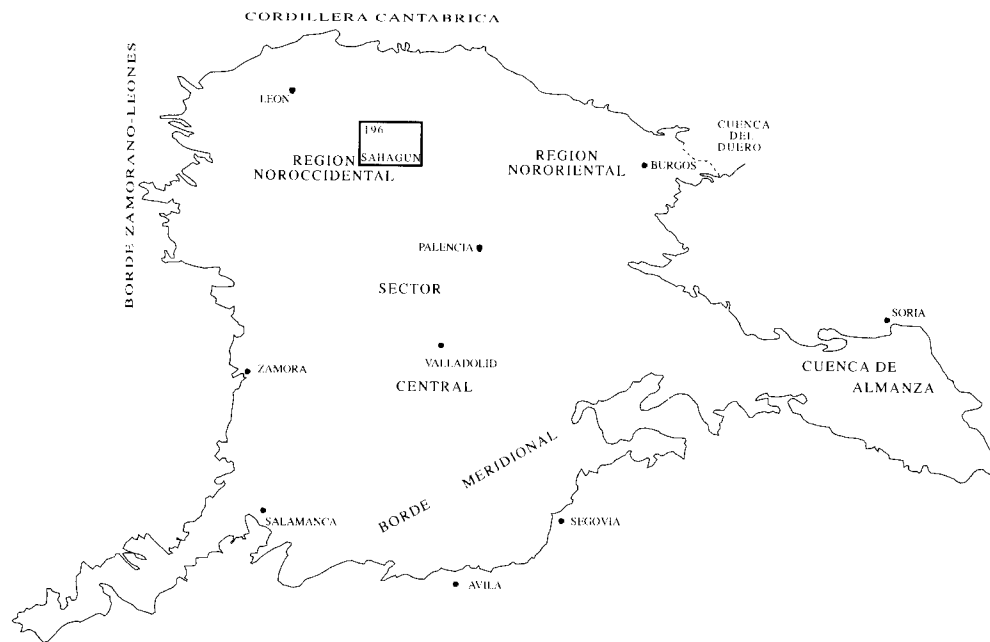 CORDILLERA CANTABRICA
BORDE ZAMORANO-LEONES
LEON
196
SAHAGUN
REGION
NOROCCIDENTAL
REGION
NORORIENTAL
BURGOS
CUENCA
DEL
DUERO
PALENCIA
SECTOR
SORIA
VALLADOLID
ZAMORA
CENTRAL
CUENCA DE
ALMANZA
BORDE MERIDIONAL
SALAMANCA
SEGOVIA
AVILA